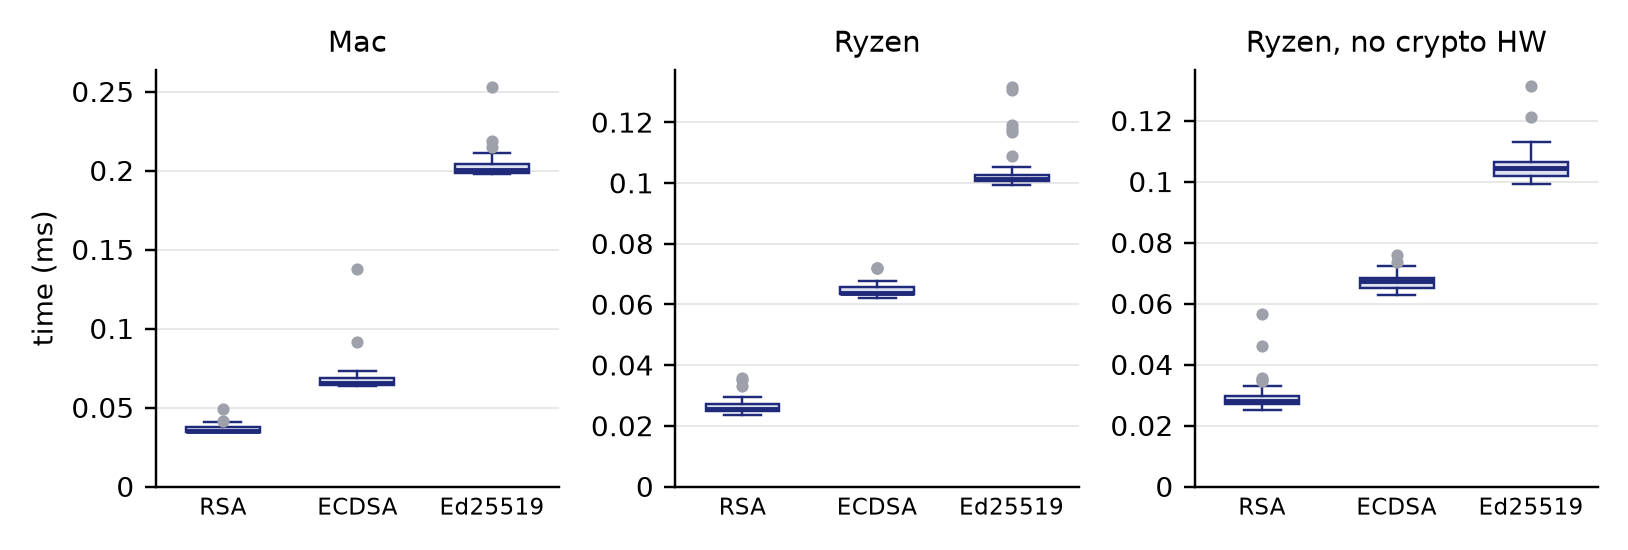 Mac
Ryzen
Ryzen, no crypto HW
time (ms)
0.25
0.2
0.15
0.1
0.05
0
RSA
ECDSA
Ed25519
0.12
0.1
0.08
0.06
0.04
0.02
0
RSA
ECDSA
Ed25519
0.12
0.1
0.08
0.06
0.04
0.02
0
RSA
ECDSA
Ed25519